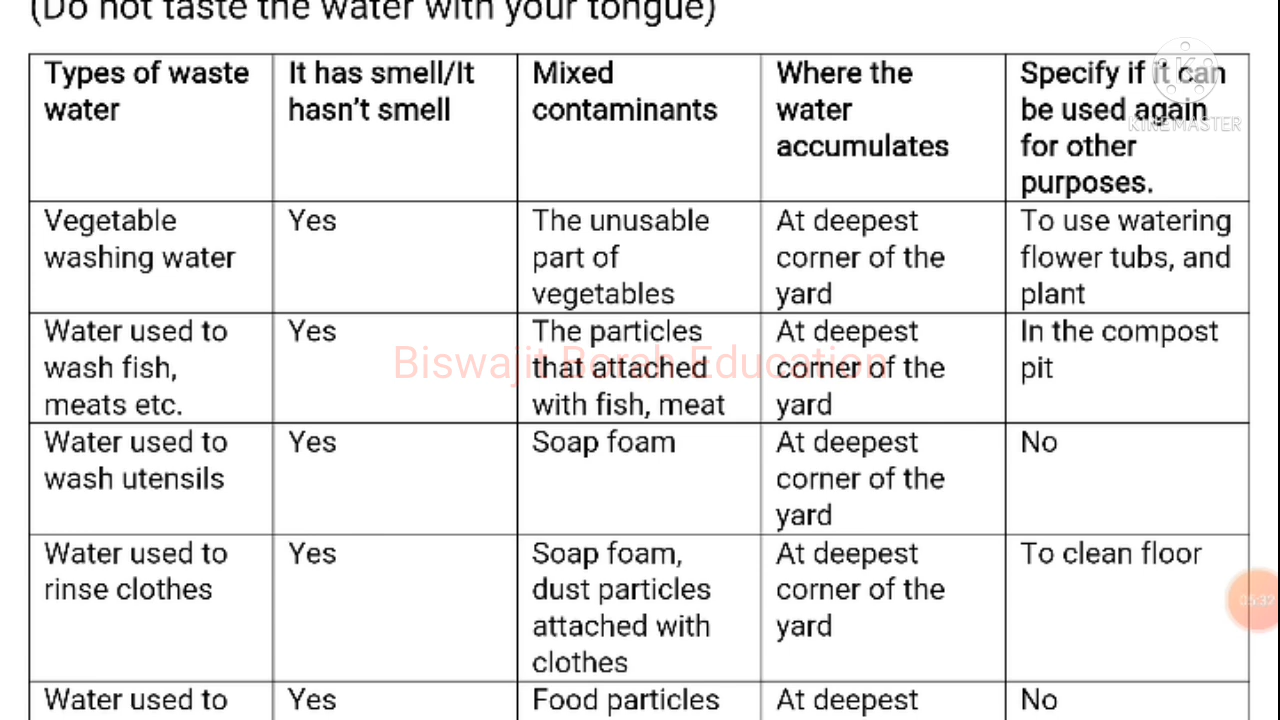 (Do not taste the water with your tongue)
Types of waste water
It has smell/It hasn't smell
Mixed contaminants
Where the water accumulates
Specify if it can be used again for other purposes.
KINEMASTER
Vegetable washing water
Yes
The unusable part of vegetables
At deepest corner of the yard
To use watering flower tubs, and plant
Water used to wash fish, meats etc.
Yes
The particles that attached with fish, meat
At deepest corner of the yard
In the compost pit
Biswajit Borah Education
Water used to wash utensils
Yes
Soap foam
At deepest corner of the yard
No
Water used to rinse clothes
Yes
Soap foam, dust particles attached with clothes
At deepest corner of the yard
To clean floor
05:32
Water used to
Yes
Food particles
At deepest
No